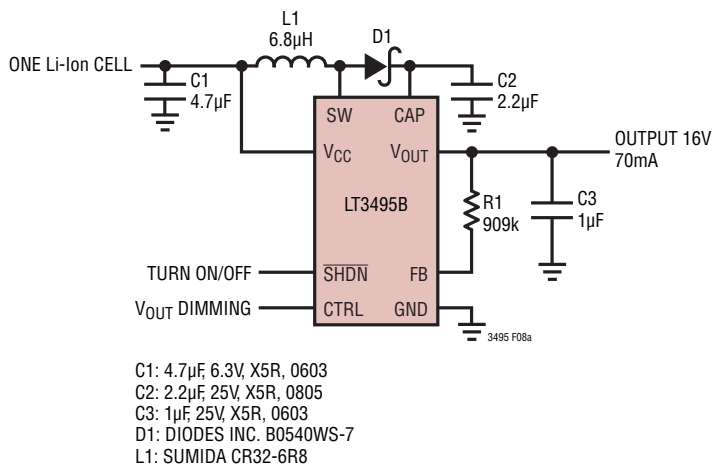 L1
6.8µH
D1
ONE Li-Ion CELL
C1
4.7µF
C2
2.2µF
SW
CAP
VCC
VOUT
OUTPUT 16V
70mA
LT3495B
R1
909k
C3
1µF
TURN ON/OFF
SHDN
FB
VOUT DIMMING
CTRL
GND
3495 F08a
C1: 4.7µF, 6.3V, X5R, 0603
C2: 2.2µF, 25V, X5R, 0805
C3: 1µF, 25V, X5R, 0603
D1: DIODES INC. B0540WS-7
L1: SUMIDA CR32-6R8